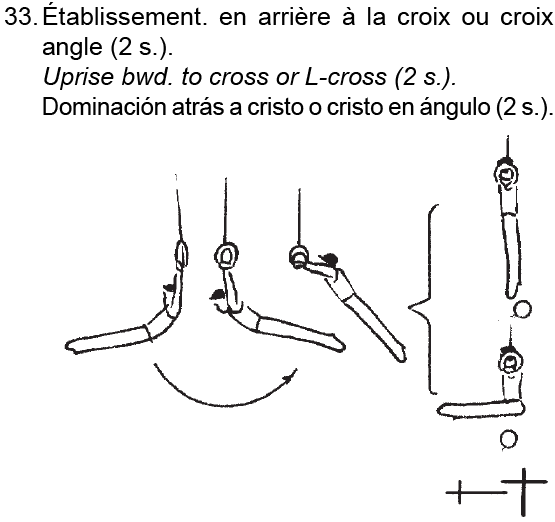 33. Établissement. en arrière à la croix ou croix
angle (2 s.).
Uprise bwd. to cross or L-cross (2 s.).
Dominación atrás a cristo o cristo en ángulo (2 s.).